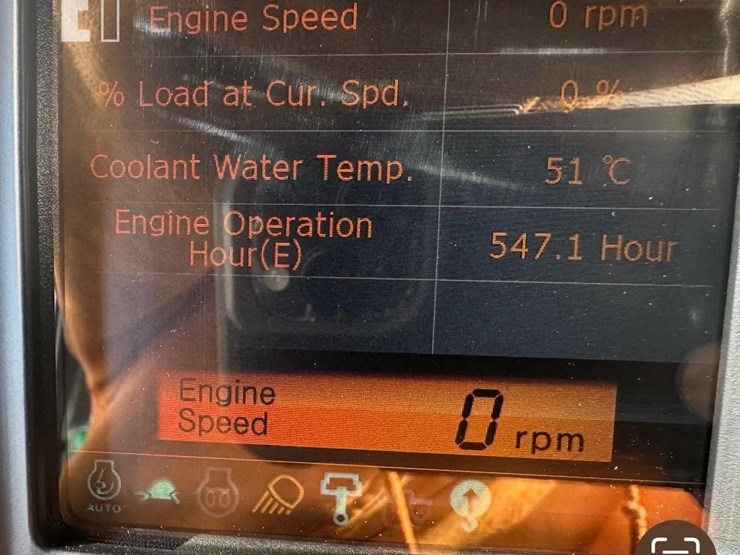 Engine Speed 0 rpm
% Load at Cur. Spd. 0 %
Coolant Water Temp. 51 °C
Engine Operation
Hour(E) 547.1 Hour
Engine
Speed 0 rpm
AUTO